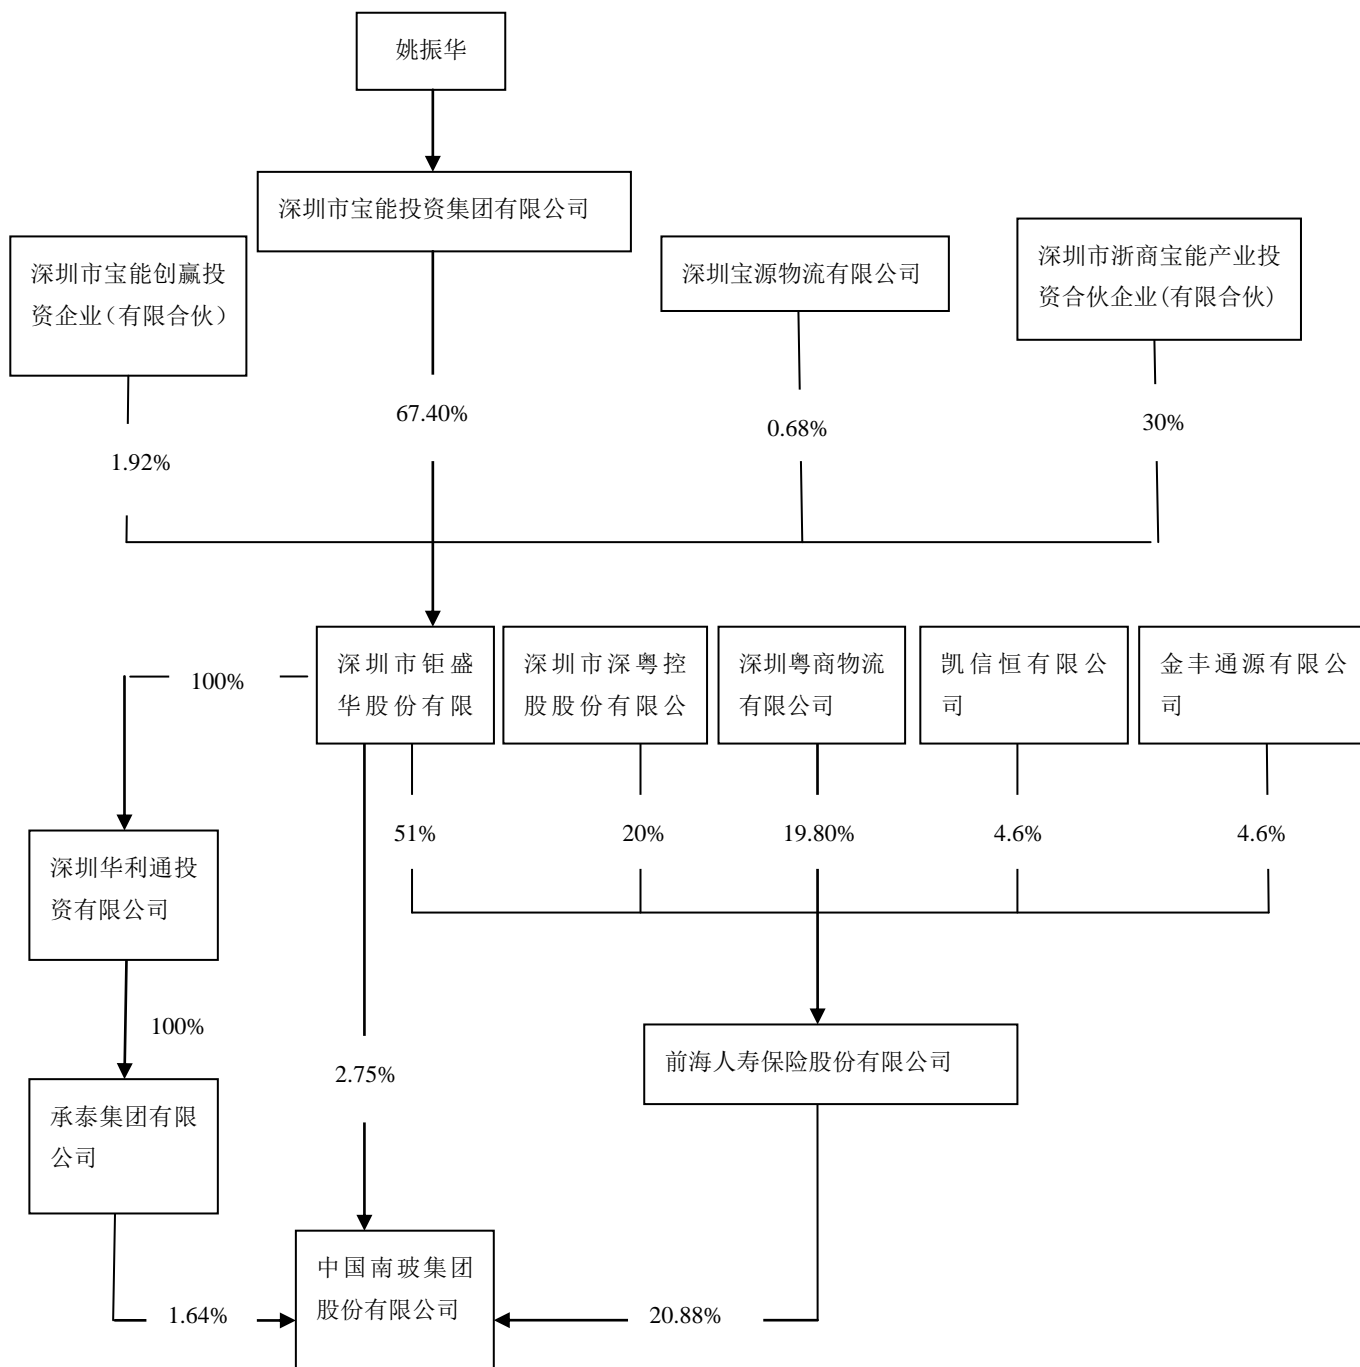 姚振华
深圳市宝能投资集团有限公司
深圳市宝能创赢投
资企业（有限合伙）
深圳宝源物流有限公司
深圳市浙商宝能产业投
资合伙企业(有限合伙)
67.40%
0.68%
30%
1.92%
深圳市钜盛
华股份有限
深圳市深粤控
股股份有限公
深圳粤商物流
有限公司
凯信恒有限公
司
金丰通源有限公
司
100%
51%
20%
19.80%
4.6%
4.6%
深圳华利通投
资有限公司
100%
前海人寿保险股份有限公司
2.75%
承泰集团有限
公司
中国南玻集团
股份有限公司
1.64%
20.88%